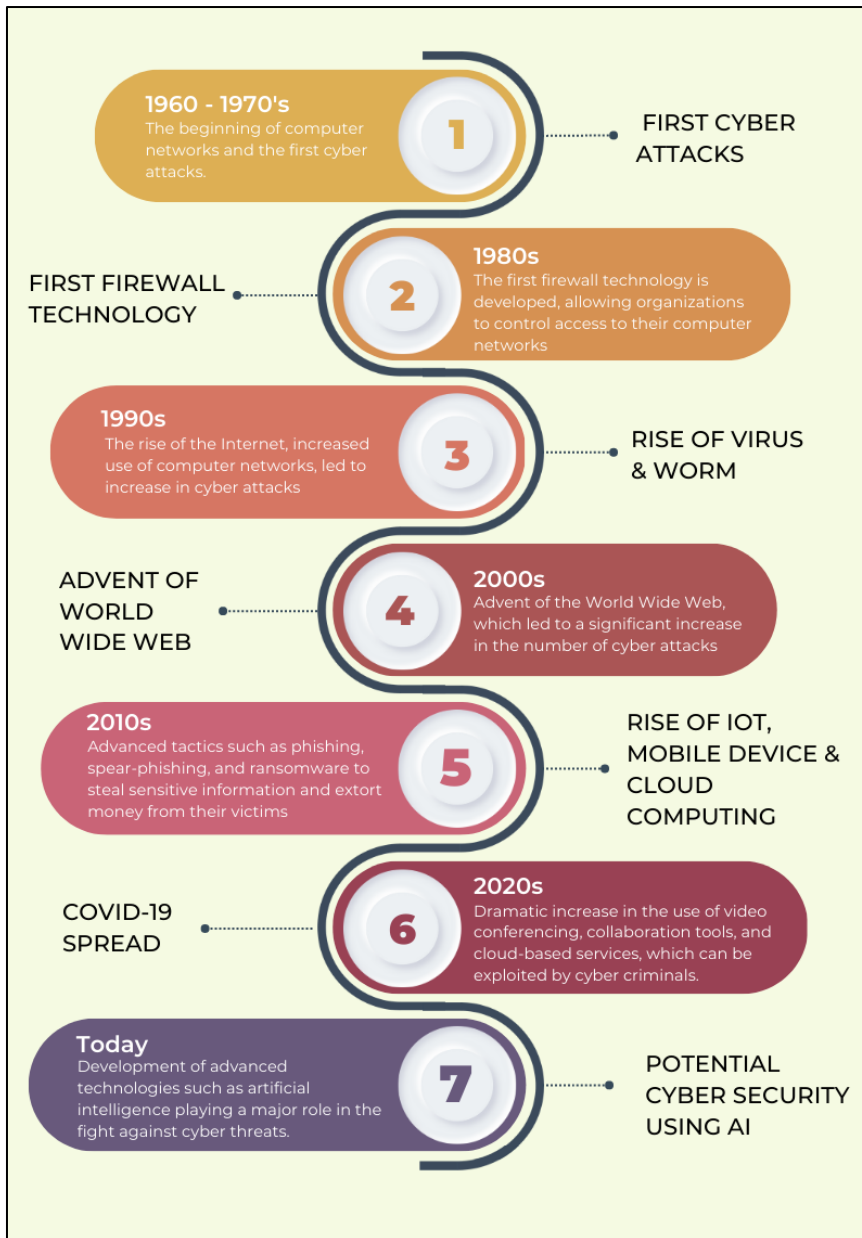 1960 - 1970's
The beginning of computer
networks and the first cyber
attacks.
1
FIRST CYBER
ATTACKS
FIRST FIREWALL
TECHNOLOGY
2
1980s
The first firewall technology is
developed, allowing organizations
to control access to their computer
networks
1990s
The rise of the Internet, increased
use of computer networks, led to
increase in cyber attacks
3
RISE OF VIRUS
& WORM
ADVENT OF
WORLD
WIDE WEB
4
2000s
Advent of the World Wide Web,
which led to a significant increase
in the number of cyber attacks
2010s
Advanced tactics such as phishing,
spear-phishing, and ransomware to
steal sensitive information and extort
money from their victims
5
RISE OF IOT,
MOBILE DEVICE &
CLOUD
COMPUTING
COVID-19
SPREAD
6
2020s
Dramatic increase in the use of video
conferencing, collaboration tools, and
cloud-based services, which can be
exploited by cyber criminals.
Today
Development of advanced
technologies such as artificial
intelligence playing a major role in the
fight against cyber threats.
7
POTENTIAL
CYBER SECURITY
USING AI